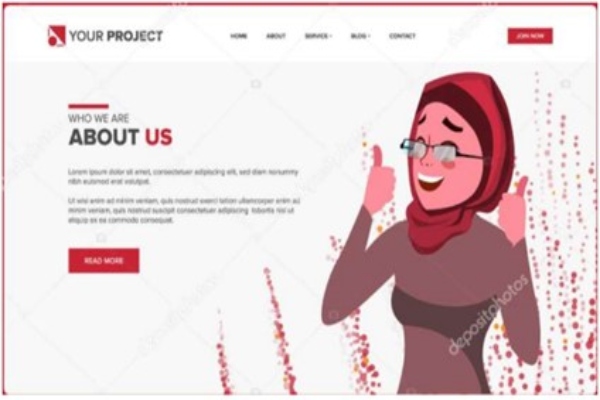 YOUR PROJECT
HOME ABOUT SERVICE BLOG CONTACT
JOIN NOW
WHO WE ARE
ABOUT US
Lorem ipsum dolor sit amet, consectetuer adipiscing elit, sed diam nonummy
nibh euismod erat volutpat.
Ut wisi enim ad minim veniam, quis nostrud exercitation ullamcorper enim ad
minim veniam, quis nostrud suscipit consectetuer adipiscing lobortis nisl ut
aliquip ex ea commodo consequat.
READ MORE
depositphotos